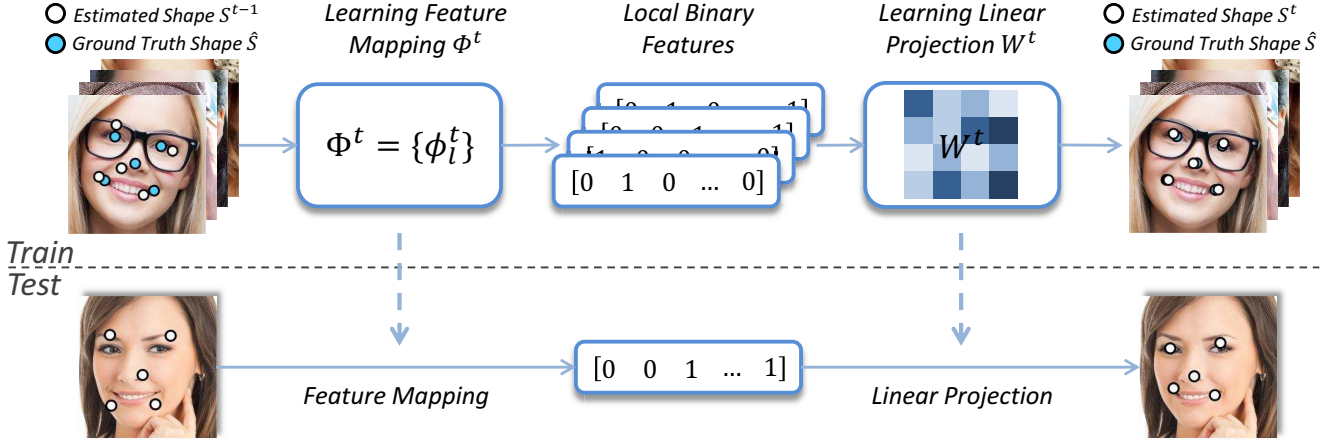 Estimated Shape S^{t−1}
Ground Truth Shape Ŝ
Learning Feature
Mapping Φ^t
Local Binary
Features
Learning Linear
Projection W^t
Estimated Shape S^t
Ground Truth Shape Ŝ
Φ^t = {ϕ_l^t}
[0 1 0 ... 0]
W^t
Train
Test
[0 0 1 ... 1]
Feature Mapping
Linear Projection